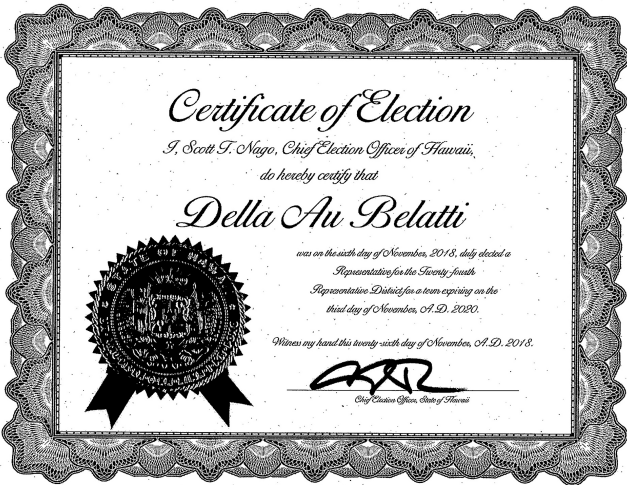 Certificate of Election
I, Scott T. Nago, Chief Election Officer of Hawaii,
do hereby certify that
Della Au Belatti
was on the sixth day of November, 2018, duly elected a
Representative for the Twenty-fourth
Representative District for a term expiring on the
third day of November, A.D. 2020.
Witness my hand this twenty-sixth day of November, A.D. 2018.
Chief Election Officer, State of Hawaii